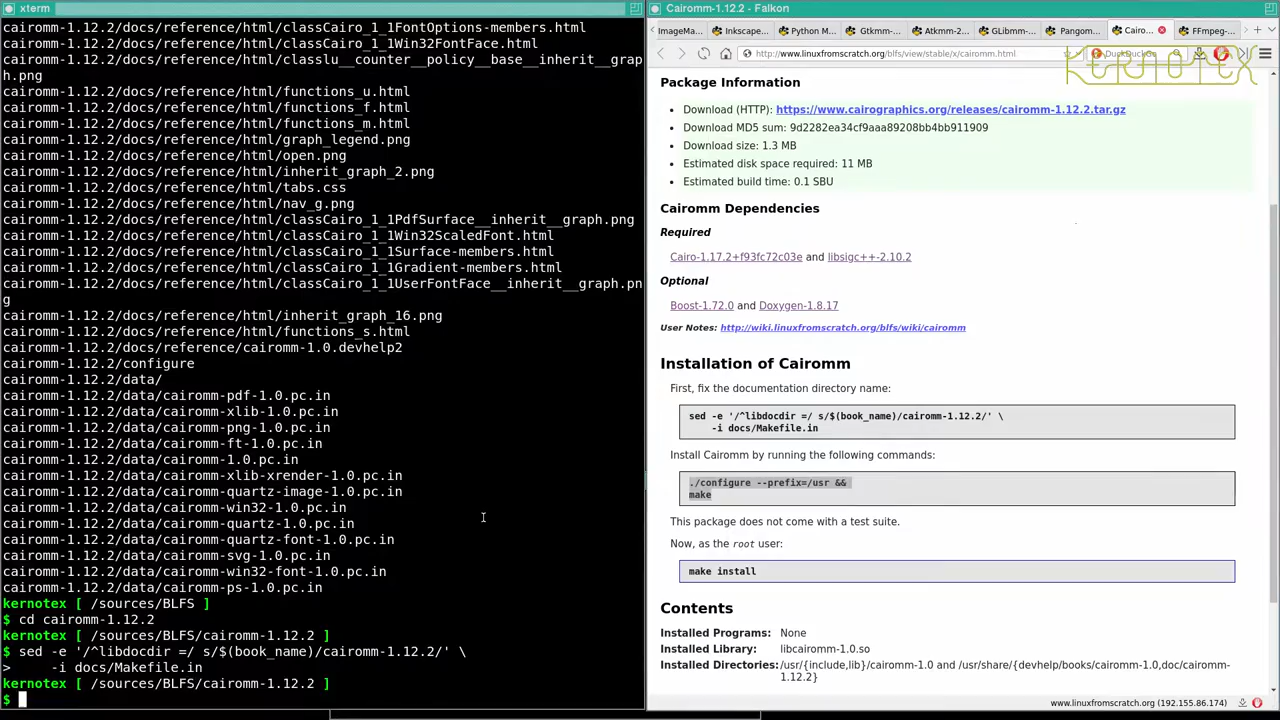 xterm
cairomm-1.12.2/docs/reference/html/classCairo_1_1FontOptions-members.html
cairomm-1.12.2/docs/reference/html/classCairo_1_1Win32FontFace.html
cairomm-1.12.2/docs/reference/html/classlu__counter__policy__base__inherit__grap
h.png
cairomm-1.12.2/docs/reference/html/functions_u.html
cairomm-1.12.2/docs/reference/html/functions_f.html
cairomm-1.12.2/docs/reference/html/functions_m.html
cairomm-1.12.2/docs/reference/html/graph_legend.png
cairomm-1.12.2/docs/reference/html/open.png
cairomm-1.12.2/docs/reference/html/inherit_graph_2.png
cairomm-1.12.2/docs/reference/html/tabs.css
cairomm-1.12.2/docs/reference/html/nav_g.png
cairomm-1.12.2/docs/reference/html/classCairo_1_1PdfSurface__inherit__graph.png
cairomm-1.12.2/docs/reference/html/classCairo_1_1Win32ScaledFont.html
cairomm-1.12.2/docs/reference/html/classCairo_1_1Surface-members.html
cairomm-1.12.2/docs/reference/html/classCairo_1_1Gradient-members.html
cairomm-1.12.2/docs/reference/html/classCairo_1_1UserFontFace__inherit__graph.pn
g
cairomm-1.12.2/docs/reference/html/inherit_graph_16.png
cairomm-1.12.2/docs/reference/html/functions_s.html
cairomm-1.12.2/docs/reference/cairomm-1.0.devhelp2
cairomm-1.12.2/configure
cairomm-1.12.2/data/
cairomm-1.12.2/data/cairomm-pdf-1.0.pc.in
cairomm-1.12.2/data/cairomm-xlib-1.0.pc.in
cairomm-1.12.2/data/cairomm-png-1.0.pc.in
cairomm-1.12.2/data/cairomm-ft-1.0.pc.in
cairomm-1.12.2/data/cairomm-1.0.pc.in
cairomm-1.12.2/data/cairomm-xlib-xrender-1.0.pc.in
cairomm-1.12.2/data/cairomm-quartz-image-1.0.pc.in
cairomm-1.12.2/data/cairomm-win32-1.0.pc.in
cairomm-1.12.2/data/cairomm-quartz-1.0.pc.in
cairomm-1.12.2/data/cairomm-quartz-font-1.0.pc.in
cairomm-1.12.2/data/cairomm-svg-1.0.pc.in
cairomm-1.12.2/data/cairomm-win32-font-1.0.pc.in
cairomm-1.12.2/data/cairomm-ps-1.0.pc.in
kernotex [ /sources/BLFS ]
$ cd cairomm-1.12.2
kernotex [ /sources/BLFS/cairomm-1.12.2 ]
$ sed -e '/^libdocdir =/ s/$(book_name)/cairomm-1.12.2/' \
>     -i docs/Makefile.in
kernotex [ /sources/BLFS/cairomm-1.12.2 ]
$
Cairomm-1.12.2 - Falkon
ImageMa... Inkscape... Python M... Gtkmm-... Atkmm-2... GLibmm-... Pangom... Cairo... FFmpeg-...
http://www.linuxfromscratch.org/blfs/view/stable/x/cairomm.html DuckDuckGo
KERNOTEX
Package Information
Download (HTTP): https://www.cairographics.org/releases/cairomm-1.12.2.tar.gz
Download MD5 sum: 9d2282ea34cf9aaa89208bb4bb911909
Download size: 1.3 MB
Estimated disk space required: 11 MB
Estimated build time: 0.1 SBU
Cairomm Dependencies
Required
Cairo-1.17.2+f93fc72c03e and libsigc++-2.10.2
Optional
Boost-1.72.0 and Doxygen-1.8.17
User Notes: http://wiki.linuxfromscratch.org/blfs/wiki/cairomm
Installation of Cairomm
First, fix the documentation directory name:
sed -e '/^libdocdir =/ s/$(book_name)/cairomm-1.12.2/' \
    -i docs/Makefile.in
Install Cairomm by running the following commands:
./configure --prefix=/usr &&
make
This package does not come with a test suite.
Now, as the root user:
make install
Contents
Installed Programs: None
Installed Library: libcairomm-1.0.so
Installed Directories: /usr/{include,lib}/cairomm-1.0 and /usr/share/{devhelp/books/cairomm-1.0,doc/cairomm-
1.12.2}
www.linuxfromscratch.org (192.155.86.174)